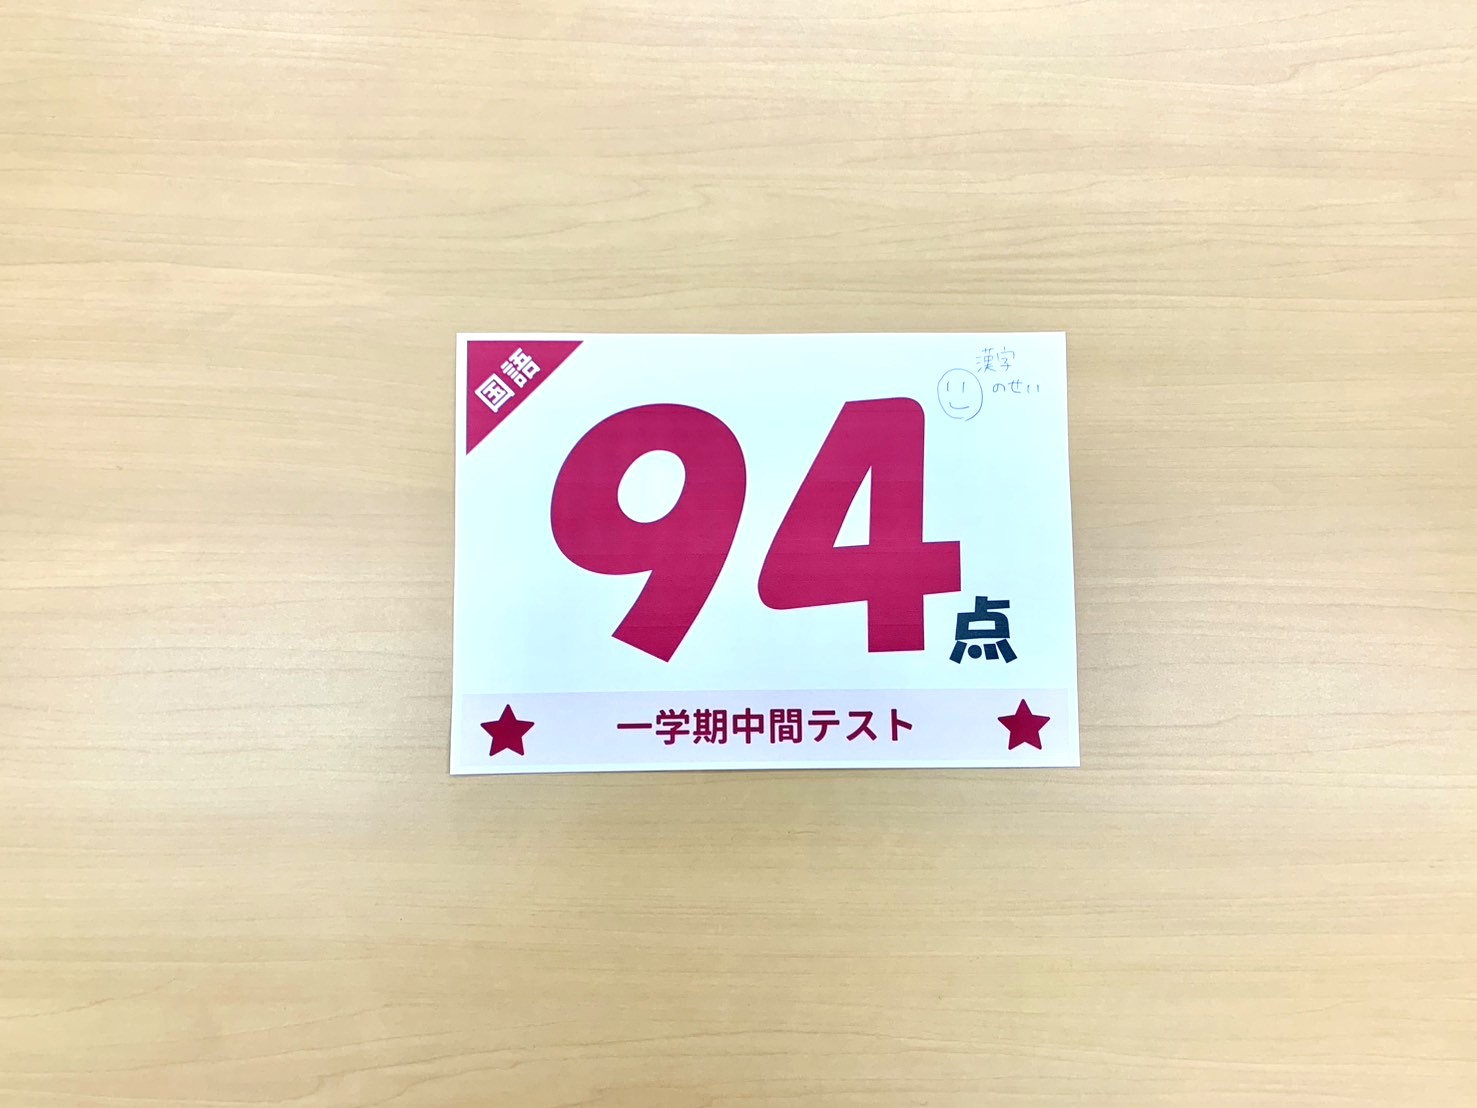 国語
漢字
のせい
94点
一学期中間テスト